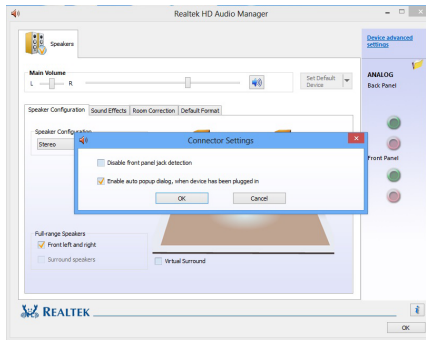 Realtek HD Audio Manager
Speakers
Device advanced
settings
Main Volume
L
R
Set Default
Device
ANALOG
Back Panel
Speaker Configuration
Sound Effects
Room Correction
Default Format
Speaker Configuration
Stereo
Connector Settings
Disable front panel jack detection
Enable auto popup dialog, when device has been plugged in
OK
Cancel
Front Panel
Full-range Speakers
Front left and right
Surround speakers
Virtual Surround
REALTEK
i
OK